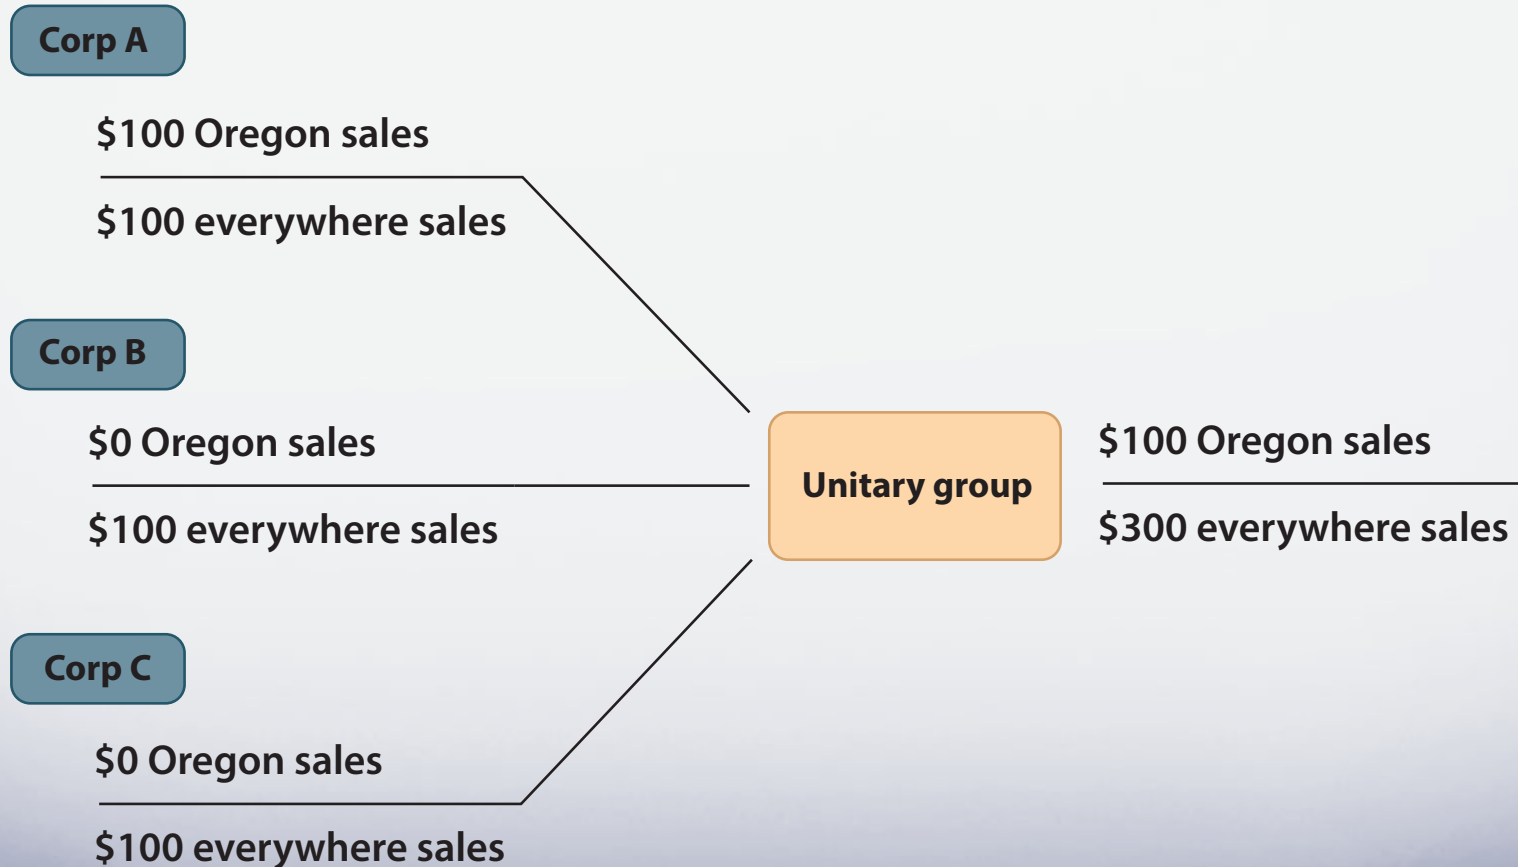 Corp A
$100 Oregon sales
$100 everywhere sales
Corp B
$0 Oregon sales
$100 everywhere sales
Corp C
$0 Oregon sales
$100 everywhere sales
Unitary group
$100 Oregon sales
$300 everywhere sales